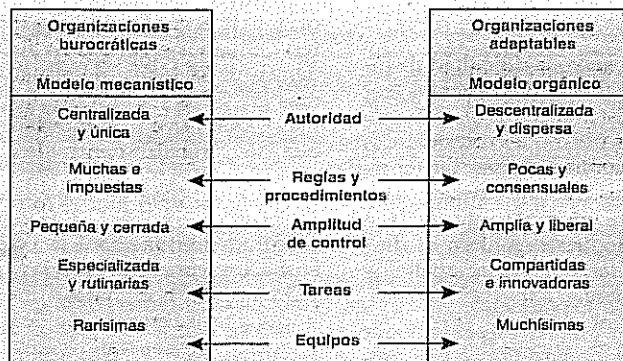 Organizaciones
burocráticas
Modelo mecanístico
Organizaciones
adaptables
Modelo orgánico
Centralizada
y única
Autoridad
Descentralizada
y dispersa
Muchas e
impuestas
Reglas y
procedimientos
Pocas y
consensuales
Pequeña y cerrada
Amplitud
de control
Amplia y liberal
Especializada
y rutinarias
Tareas
Compartidas
e innovadoras
Rarísimas
Equipos
Muchísimas